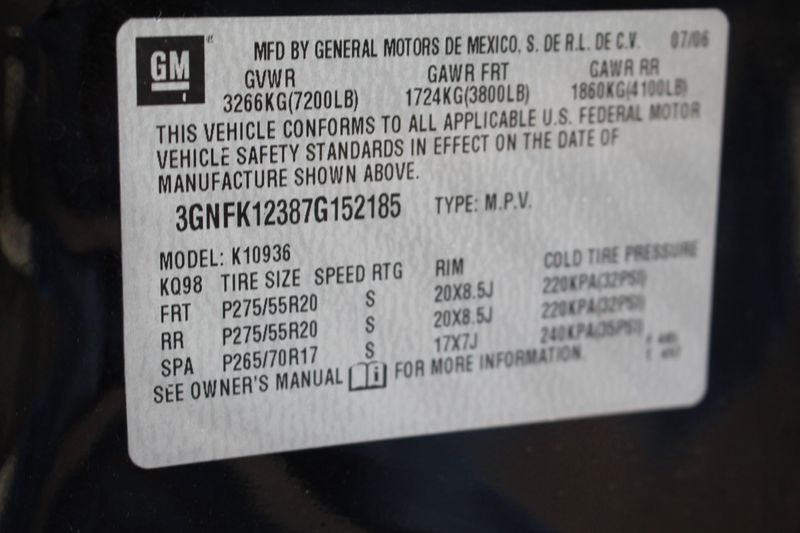 GM
MFD BY GENERAL MOTORS DE MEXICO, S. DE R.L. DE C.V. 07/06
GVWR GAWR FRT GAWR RR
3266KG(7200LB) 1724KG(3800LB) 1860KG(4100LB)
THIS VEHICLE CONFORMS TO ALL APPLICABLE U.S. FEDERAL MOTOR
VEHICLE SAFETY STANDARDS IN EFFECT ON THE DATE OF
MANUFACTURE SHOWN ABOVE.
3GNFK12387G152185 TYPE: M.P.V.
MODEL: K10936
KQ98 TIRE SIZE SPEED RTG RIM COLD TIRE PRESSURE
FRT P275/55R20 S 20X8.5J 220KPA(32PSI)
RR P275/55R20 S 20X8.5J 220KPA(32PSI)
SPA P265/70R17 S 17X7J 240KPA(35PSI)
SEE OWNER'S MANUAL i FOR MORE INFORMATION.